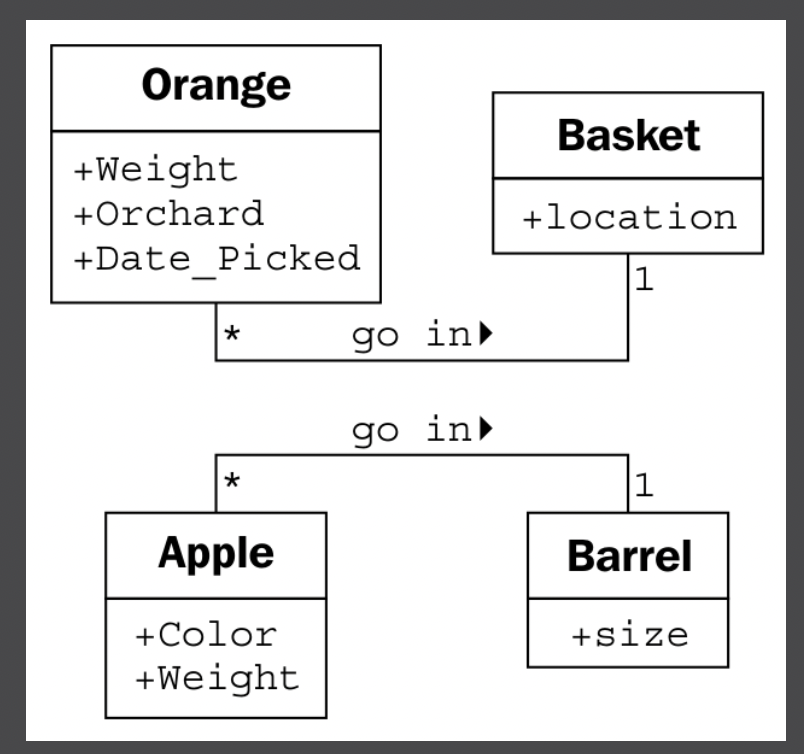 Orange
+Weight
+Orchard
+Date_Picked
Basket
+location
1
* go in
go in
* 1
Apple
+Color
+Weight
Barrel
+size